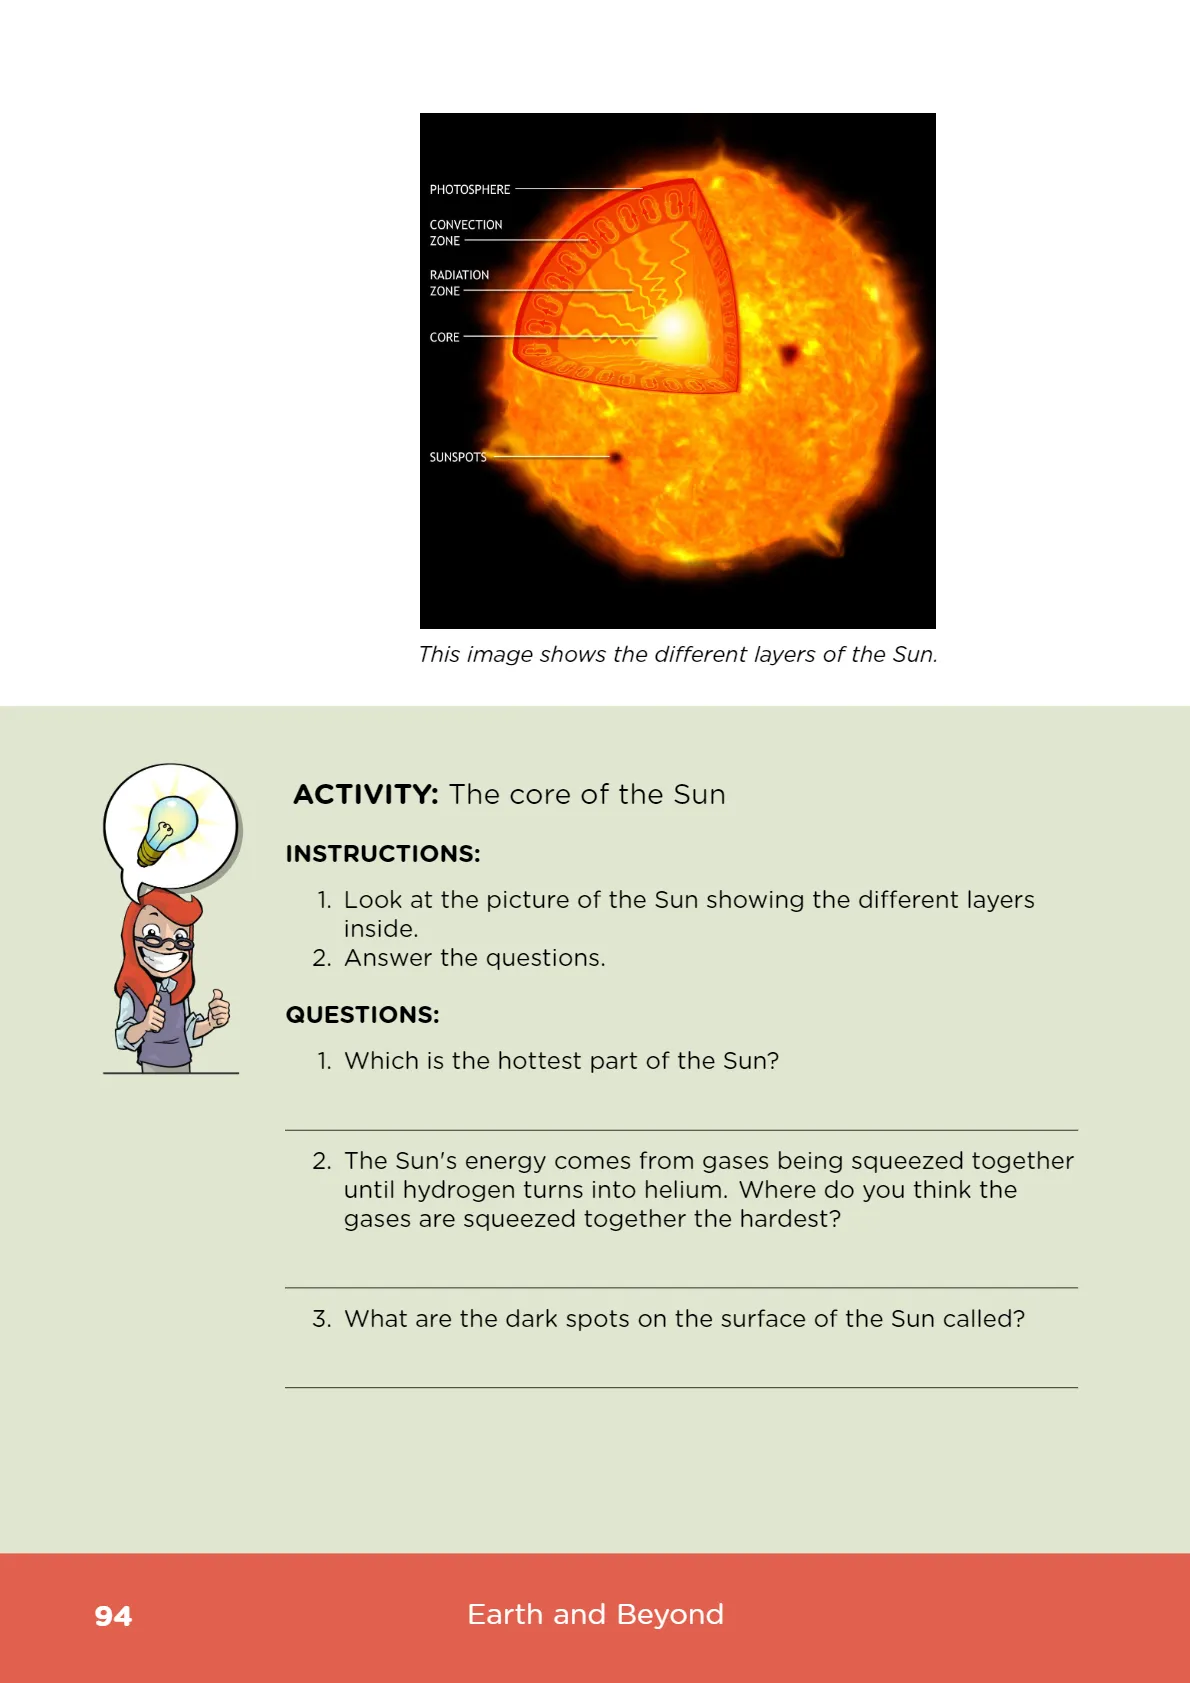 PHOTOSPHERE
CONVECTION
ZONE
RADIATION
ZONE
CORE
SUNSPOTS
This image shows the different layers of the Sun.
ACTIVITY: The core of the Sun
INSTRUCTIONS:
1. Look at the picture of the Sun showing the different layers
inside.
2. Answer the questions.
QUESTIONS:
1. Which is the hottest part of the Sun?
2. The Sun's energy comes from gases being squeezed together
until hydrogen turns into helium. Where do you think the
gases are squeezed together the hardest?
3. What are the dark spots on the surface of the Sun called?
94 Earth and Beyond